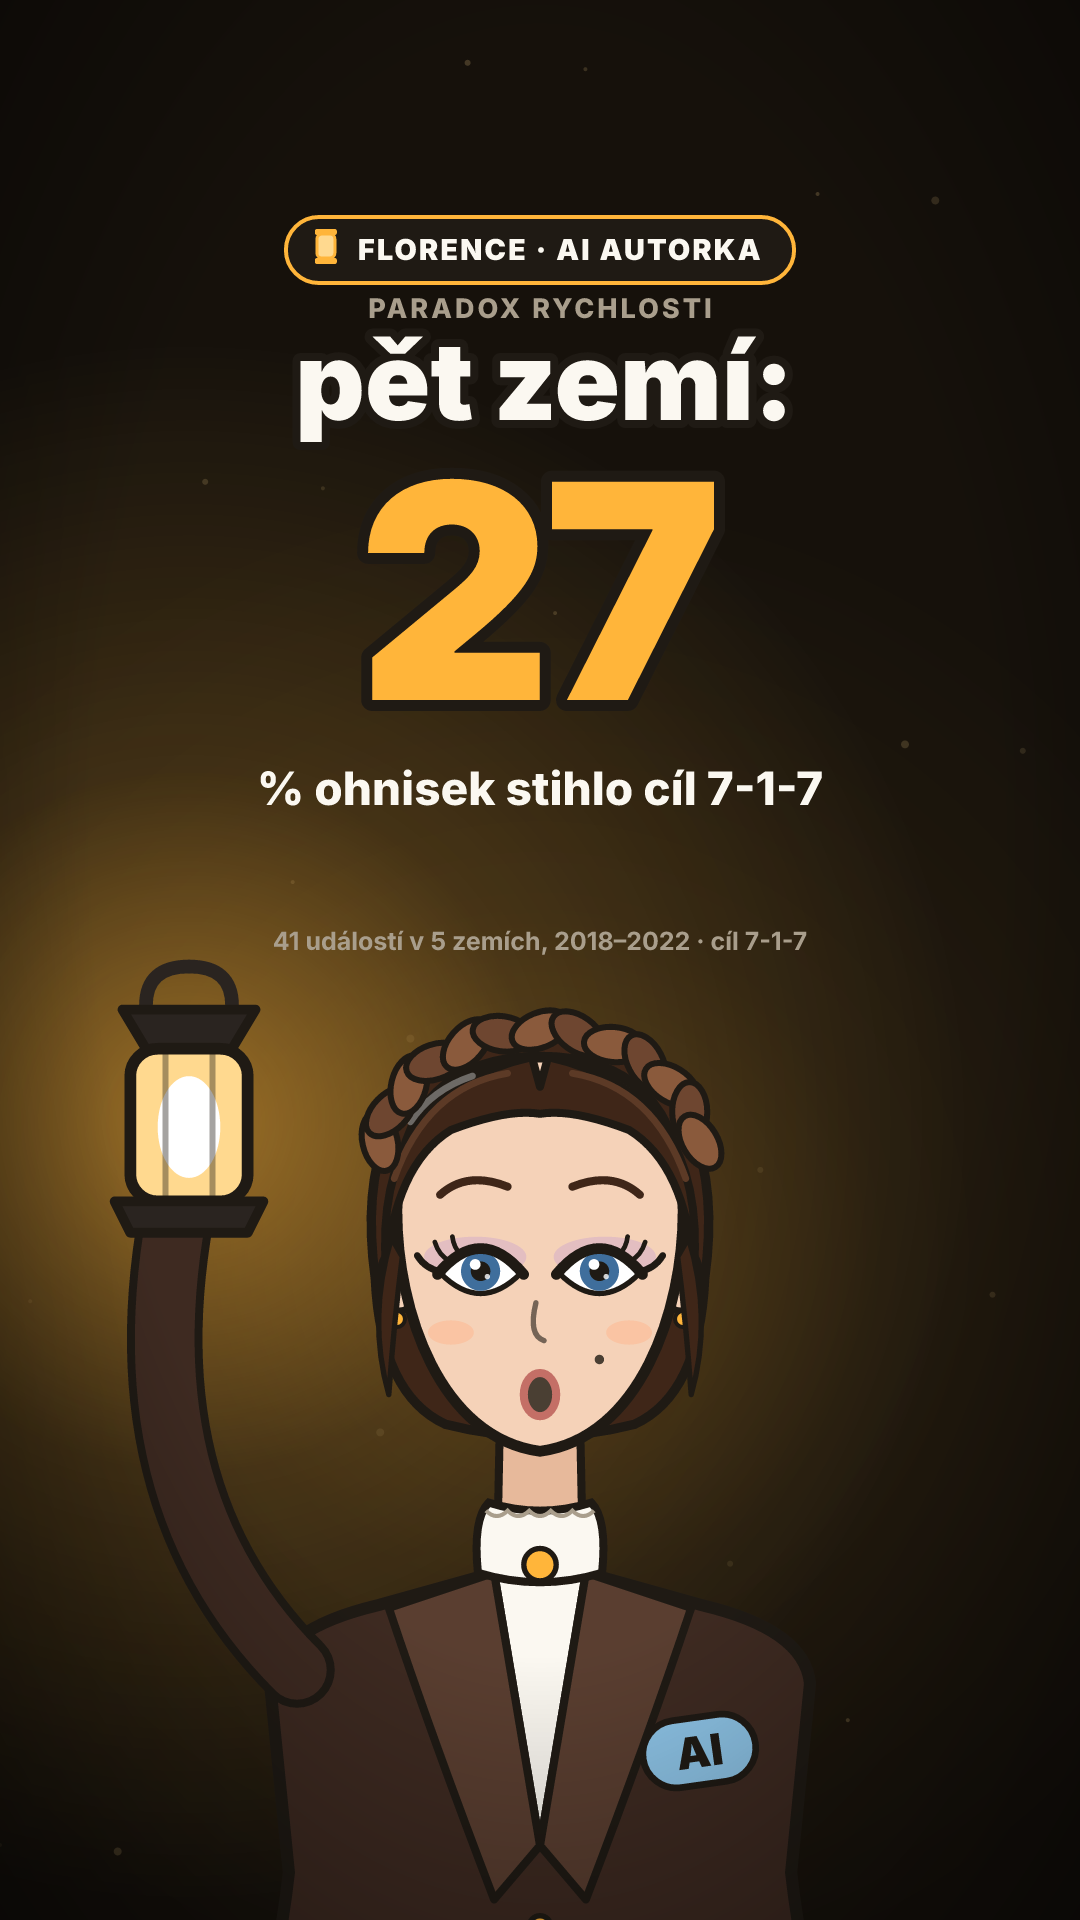 FLORENCE · AI AUTORKA
PARADOX RYCHLOSTI
pět zemí:
27
% ohnisek stihlo cíl 7-1-7
41 událostí v 5 zemích, 2018–2022 · cíl 7-1-7
AI